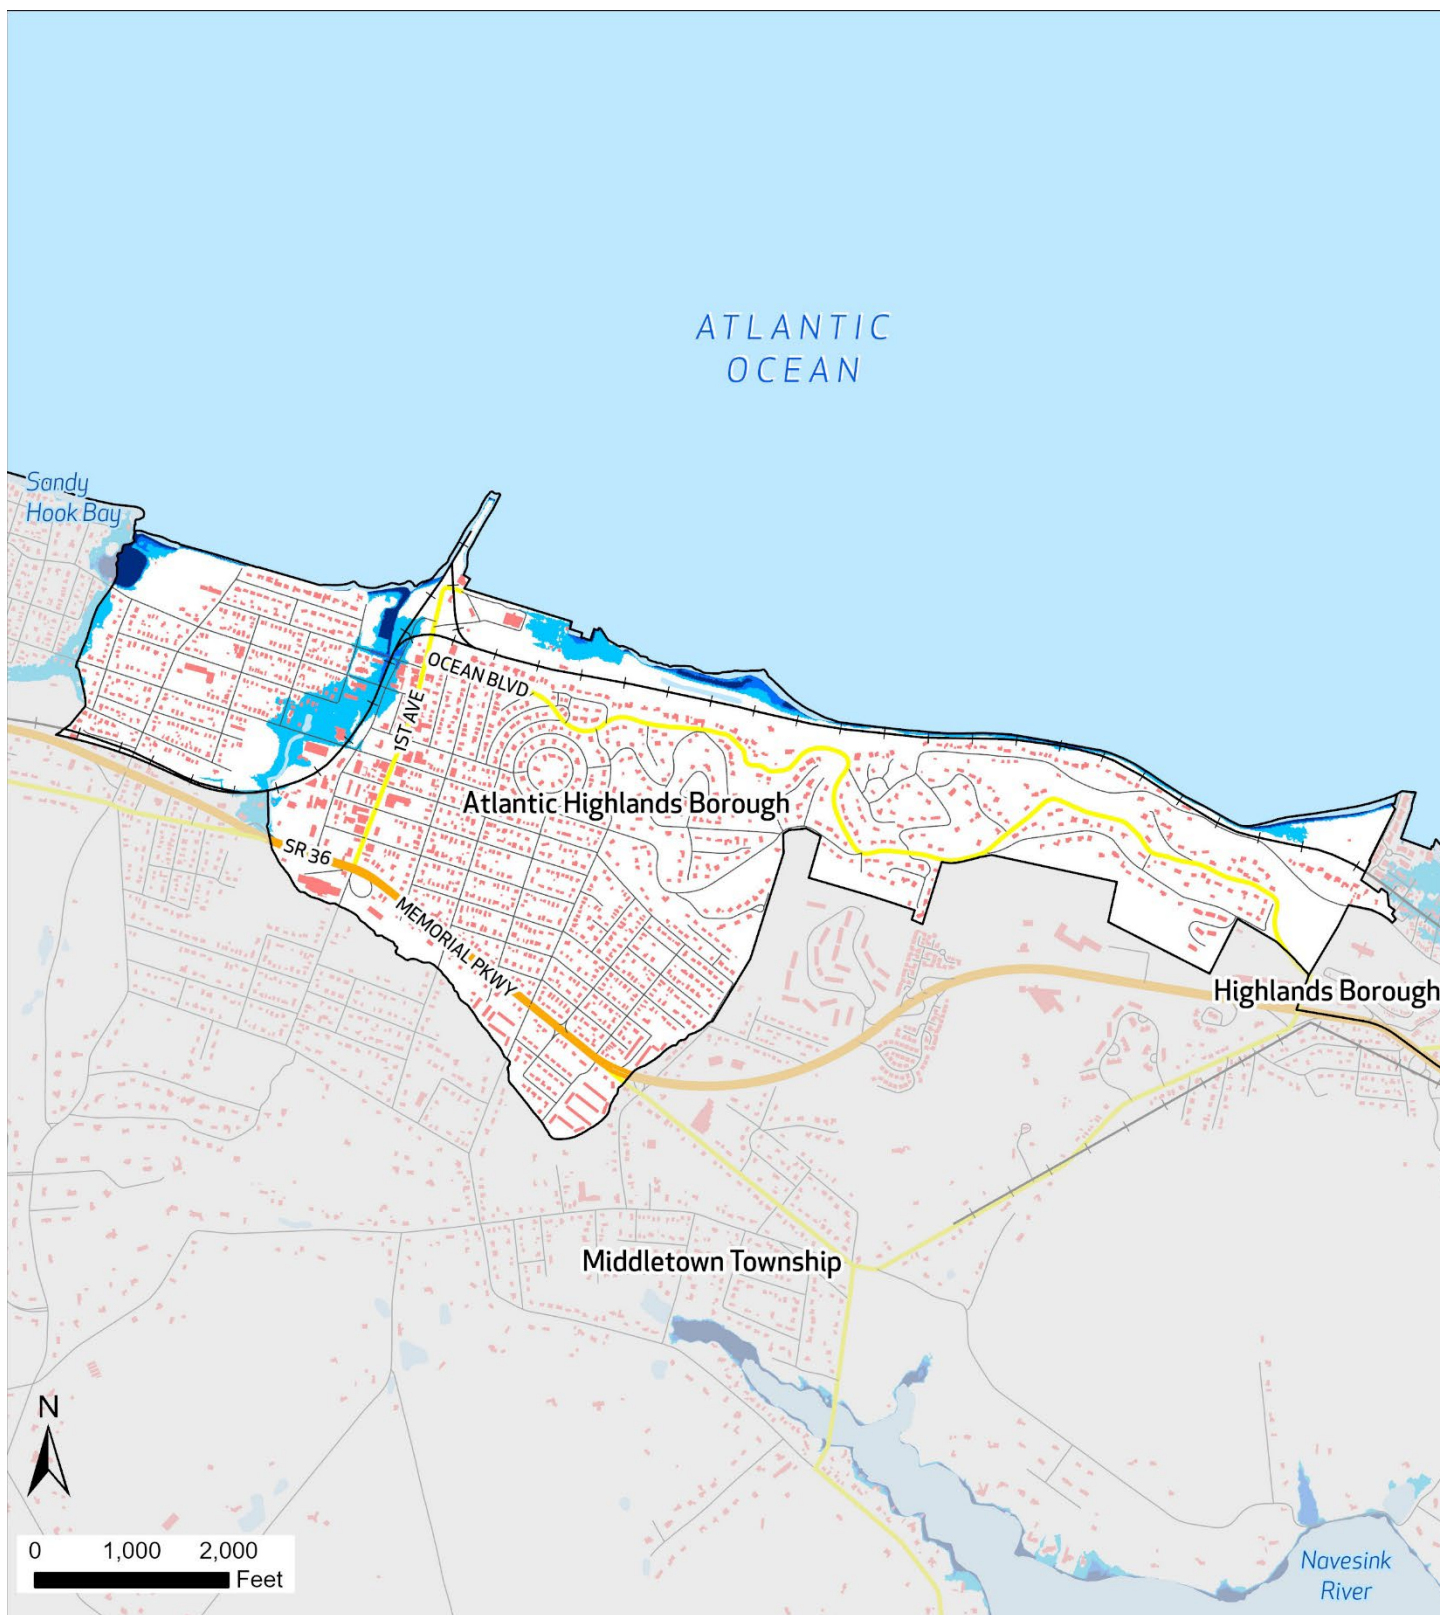 ATLANTIC
OCEAN
Sandy
Hook Bay
OCEAN BLVD
1ST AVE
Atlantic Highlands Borough
SR 36
MEMORIAL PKWY
Highlands Borough
Middletown Township
N
0 1,000 2,000
Feet
Navesink
River